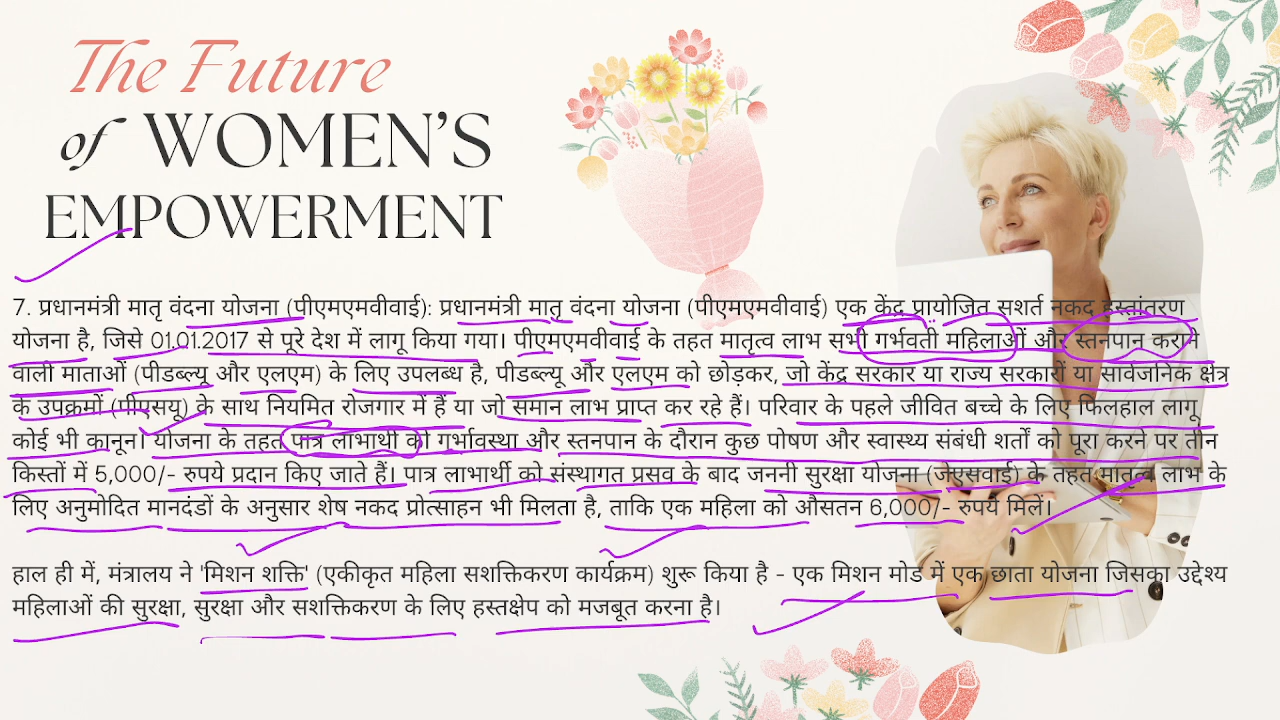 The Future
of WOMEN'S
EMPOWERMENT
7. प्रधानमंत्री मातृ वंदना योजना (पीएमएमवीवाई): प्रधानमंत्री मातृ वंदना योजना (पीएमएमवीवाई) एक केंद्र प्रायोजित सशर्त नकद हस्तांतरण
योजना है, जिसे 01.01.2017 से पूरे देश में लागू किया गया। पीएमएमवीवाई के तहत मातृत्व लाभ सभी गर्भवती महिलाओं और स्तनपान कराने
वाली माताओं (पीडब्ल्यू और एलएम) के लिए उपलब्ध है, पीडब्ल्यू और एलएम को छोड़कर, जो केंद्र सरकार या राज्य सरकारों या सार्वजनिक क्षेत्र
के उपक्रमों (पीएसयू) के साथ नियमित रोजगार में हैं या जो समान लाभ प्राप्त कर रहे हैं। परिवार के पहले जीवित बच्चे के लिए फिलहाल लागू
कोई भी कानून। योजना के तहत पात्र लाभार्थी को गर्भावस्था और स्तनपान के दौरान कुछ पोषण और स्वास्थ्य संबंधी शर्तों को पूरा करने पर तीन
किस्तों में 5,000/- रुपये प्रदान किए जाते हैं। पात्र लाभार्थी को संस्थागत प्रसव के बाद जननी सुरक्षा योजना (जेएसवाई) के तहत मातृत्व लाभ के
लिए अनुमोदित मानदंडों के अनुसार शेष नकद प्रोत्साहन भी मिलता है, ताकि एक महिला को औसतन 6,000/- रुपये मिलें।
हाल ही में, मंत्रालय ने 'मिशन शक्ति' (एकीकृत महिला सशक्तिकरण कार्यक्रम) शुरू किया है - एक मिशन मोड में एक छाता योजना जिसका उद्देश्य
महिलाओं की सुरक्षा, सुरक्षा और सशक्तिकरण के लिए हस्तक्षेप को मजबूत करना है।